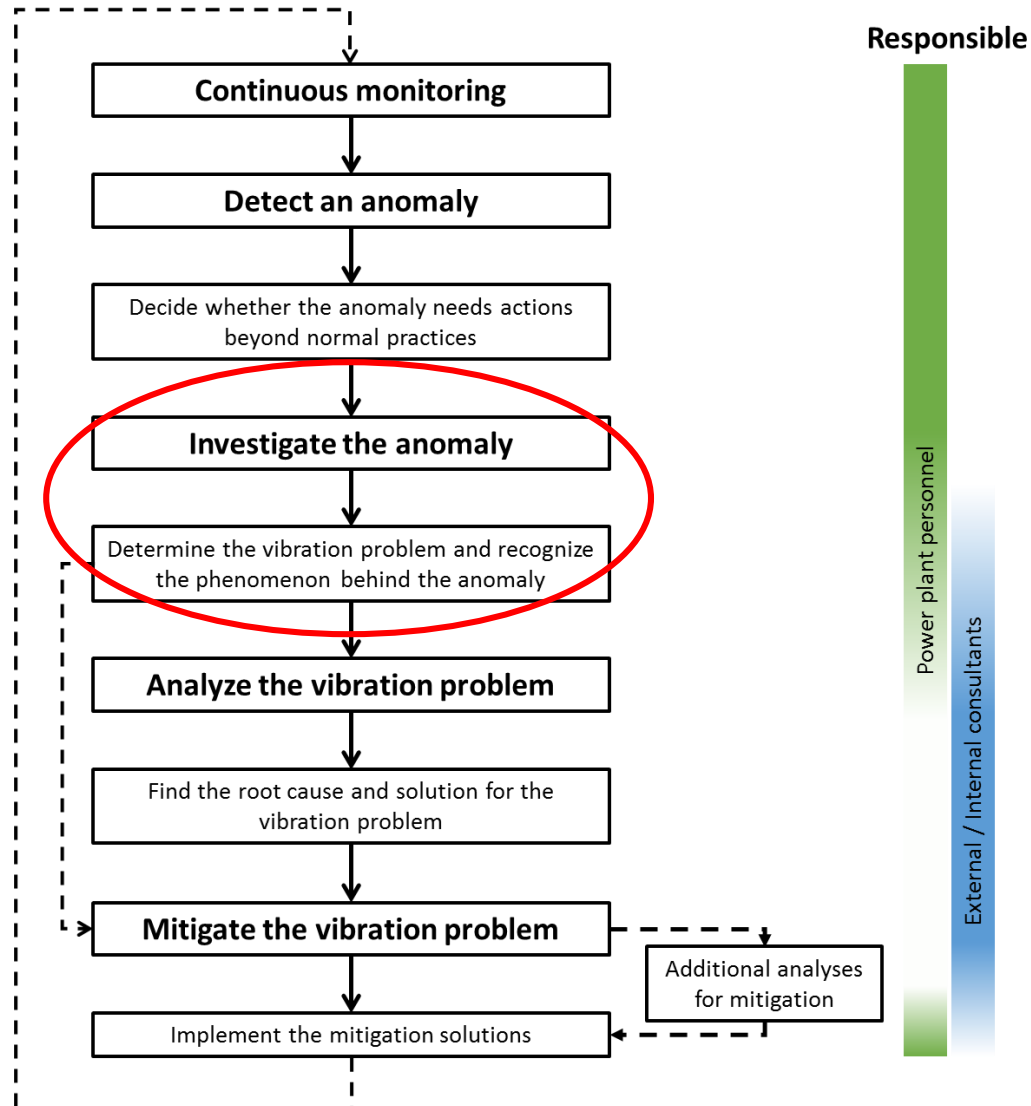 Responsible
Continuous monitoring
Detect an anomaly
Decide whether the anomaly needs actions
beyond normal practices
Investigate the anomaly
Determine the vibration problem and recognize
the phenomenon behind the anomaly
Analyze the vibration problem
Find the root cause and solution for the
vibration problem
Mitigate the vibration problem
Additional analyses
for mitigation
Implement the mitigation solutions
Power plant personnel
External / Internal consultants